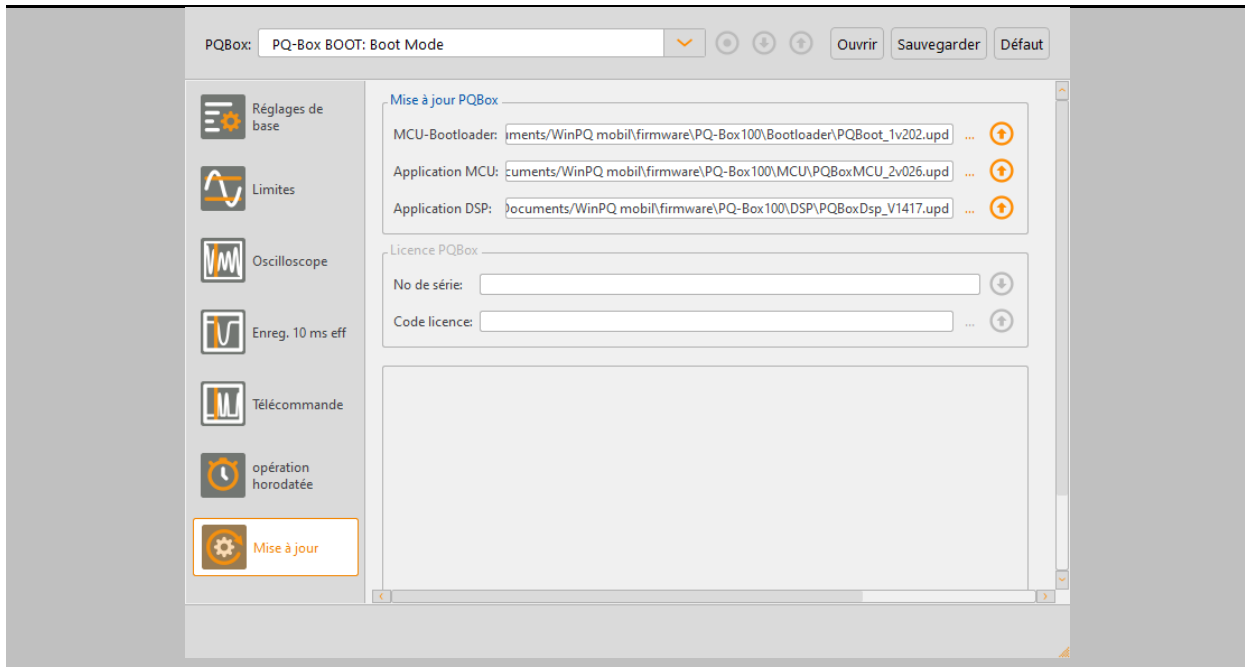 PQBox: PQ-Box BOOT: Boot Mode Ouvrir Sauvegarder Défaut
Réglages de
base
Limites
Oscilloscope
Enreg. 10 ms eff
Télécommande
opération
horodatée
Mise à jour
Mise à jour PQBox
MCU-Bootloader: uments/WinPQ mobil\firmware\PQ-Box100\Bootloader\PQBoot_1v202.upd ...
Application MCU: cuments/WinPQ mobil\firmware\PQ-Box100\MCU\PQBoxMCU_2v026.upd ...
Application DSP: Documents/WinPQ mobil\firmware\PQ-Box100\DSP\PQBoxDsp_V1417.upd ...
Licence PQBox
No de série:
Code licence: ...